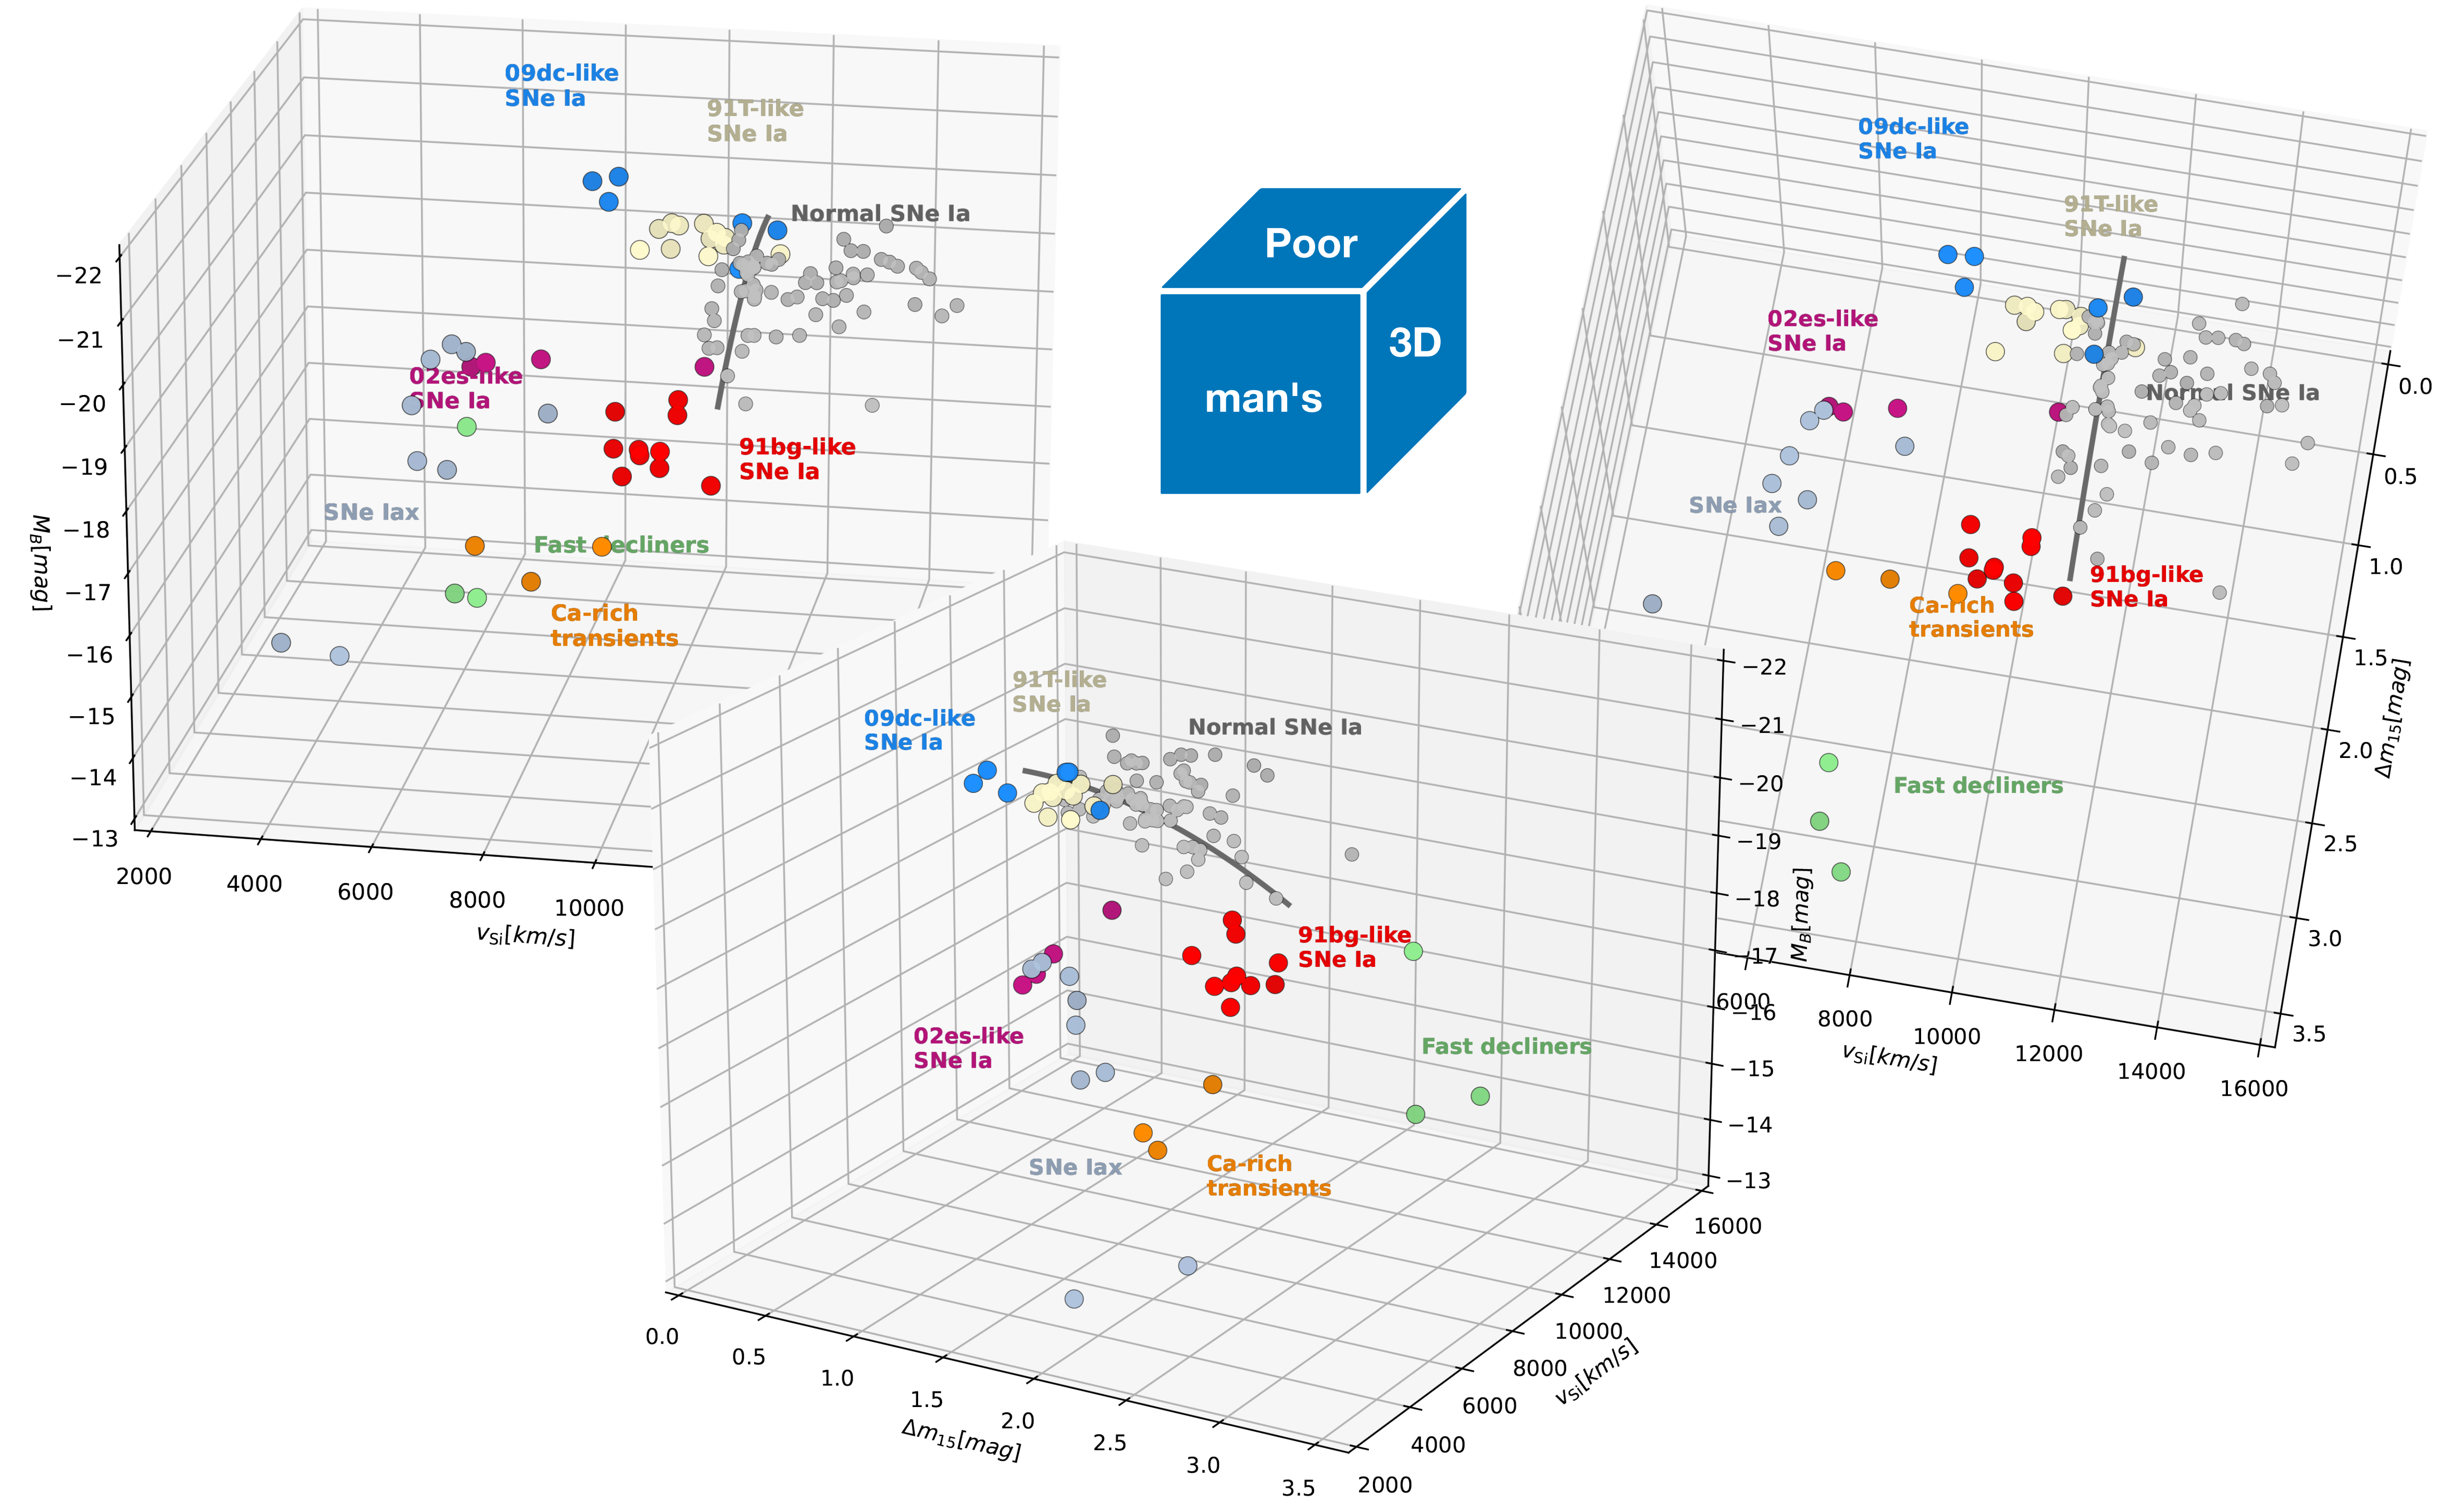 09dc-like
SNe Ia
91T-like
SNe Ia
Normal SNe Ia
02es-like
SNe Ia
91bg-like
SNe Ia
SNe Iax
Fast decliners
Ca-rich
transients
−22
−21
−20
−19
−18
−17
−16
−15
−14
−13
M_B[mag]
2000
4000
6000
8000
10000
v_Si[km/s]
Poor
man's
3D
09dc-like
SNe Ia
91T-like
SNe Ia
02es-like
SNe Ia
Normal SNe Ia
SNe Iax
91bg-like
SNe Ia
Ca-rich
transients
Fast decliners
0.0
0.5
1.0
1.5
2.0
2.5
3.0
3.5
Δm_15[mag]
6000
8000
10000
12000
14000
16000
v_Si[km/s]
91T-like
SNe Ia
09dc-like
SNe Ia
Normal SNe Ia
91bg-like
SNe Ia
02es-like
SNe Ia
Fast decliners
SNe Iax
Ca-rich
transients
−22
−21
−20
−19
−18
−17
−16
−15
−14
−13
M_B[mag]
16000
14000
12000
10000
8000
6000
4000
2000
v_Si[km/s]
0.0
0.5
1.0
1.5
2.0
2.5
3.0
3.5
Δm_15[mag]